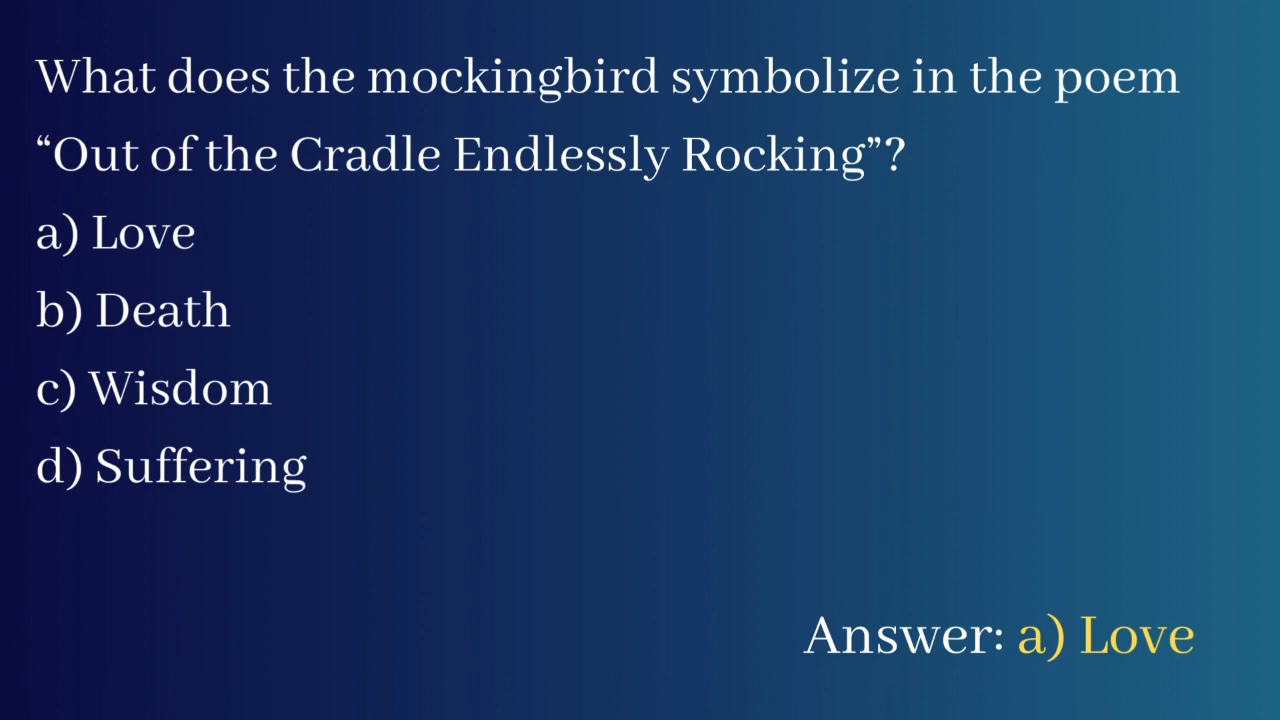 What does the mockingbird symbolize in the poem
“Out of the Cradle Endlessly Rocking”?
a) Love
b) Death
c) Wisdom
d) Suffering
Answer: a) Love